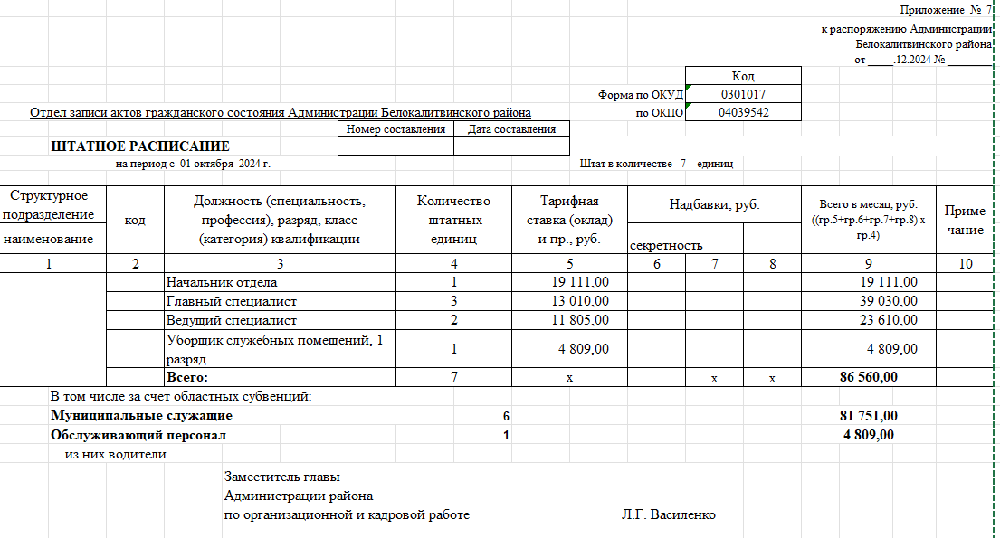 Приложение № 7
к распоряжению Администрации
Белокалитвинского района
от _____.12.2024 № ________
Код
Форма по ОКУД 0301017
Отдел записи актов гражданского состояния Администрации Белокалитвинского района по ОКПО 04039542
Номер составления Дата составления
ШТАТНОЕ РАСПИСАНИЕ
на период с 01 октября 2024 г. Штат в количестве 7 единиц
Структурное подразделение
наименование
код
Должность (специальность,
профессия), разряд, класс
(категория) квалификации
Количество
штатных
единиц
Тарифная
ставка (оклад)
и пр., руб.
Надбавки, руб.
секретность
Всего в месяц, руб.
((гр.5+гр.6+гр.7+гр.8) х
гр.4)
Приме
чание
1 2 3 4 5 6 7 8 9 10
Начальник отдела 1 19 111,00 19 111,00
Главный специалист 3 13 010,00 39 030,00
Ведущий специалист 2 11 805,00 23 610,00
Уборщик служебных помещений, 1
разряд 1 4 809,00 4 809,00
Всего: 7 х х х 86 560,00
В том числе за счет областных субвенций:
Муниципальные служащие 6 81 751,00
Обслуживающий персонал 1 4 809,00
из них водители
Заместитель главы
Администрации района
по организационной и кадровой работе Л.Г. Василенко